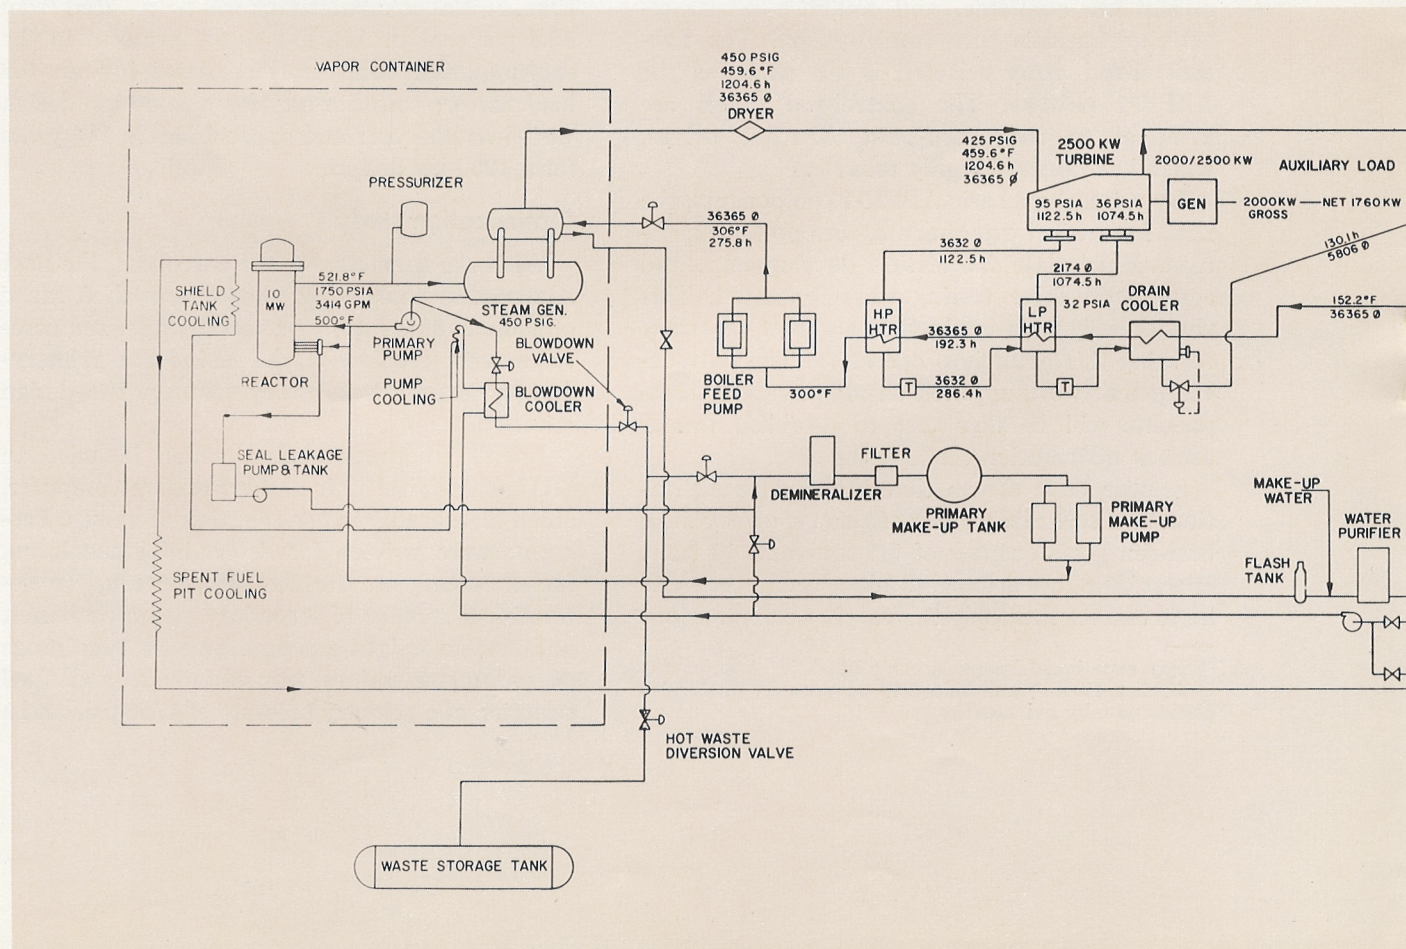 VAPOR CONTAINER
450 PSIG
459.6°F
1204.6 h
36365 Ø
DRYER
425 PSIG
459.6°F
1204.6 h
36365 Ø
2500 KW
TURBINE
2000/2500 KW
AUXILIARY LOAD
95 PSIA
1122.5 h
36 PSIA
1074.5 h
GEN
2000 KW
GROSS
NET 1760 KW
PRESSURIZER
36365 Ø
306°F
275.8 h
3632 Ø
1122.5 h
2174 Ø
1074.5 h
130.1 h
5806 Ø
521.8°F
1750 PSIA
3414 GPM
500°F
10
MW
SHIELD
TANK
COOLING
STEAM GEN.
450 PSIG.
HP
HTR
36365 Ø
192.3 h
LP
HTR
32 PSIA
DRAIN
COOLER
152.2°F
36365 Ø
PRIMARY
PUMP
BLOWDOWN
VALVE
REACTOR
PUMP
COOLING
BLOWDOWN
COOLER
BOILER
FEED
PUMP
300°F
T
3632 Ø
286.4 h
T
SEAL LEAKAGE
PUMP & TANK
FILTER
DEMINERALIZER
PRIMARY
MAKE-UP TANK
PRIMARY
MAKE-UP
PUMP
MAKE-UP
WATER
WATER
PURIFIER
FLASH
TANK
SPENT FUEL
PIT COOLING
HOT WASTE
DIVERSION VALVE
WASTE STORAGE TANK